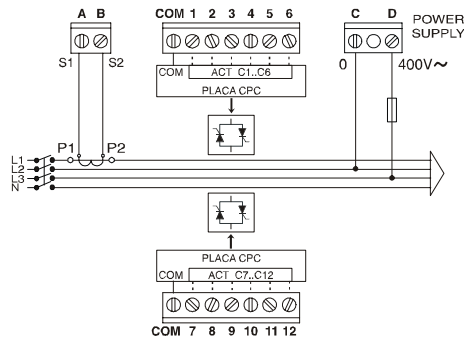 A B
COM 1 2 3 4 5 6
C D
POWER SUPPLY
S1 S2
COM ACT C1..C6
PLACA CPC
0 400V~
P1 P2
L1
L2
L3
N
PLACA CPC
COM ACT C7..C12
COM 7 8 9 10 11 12